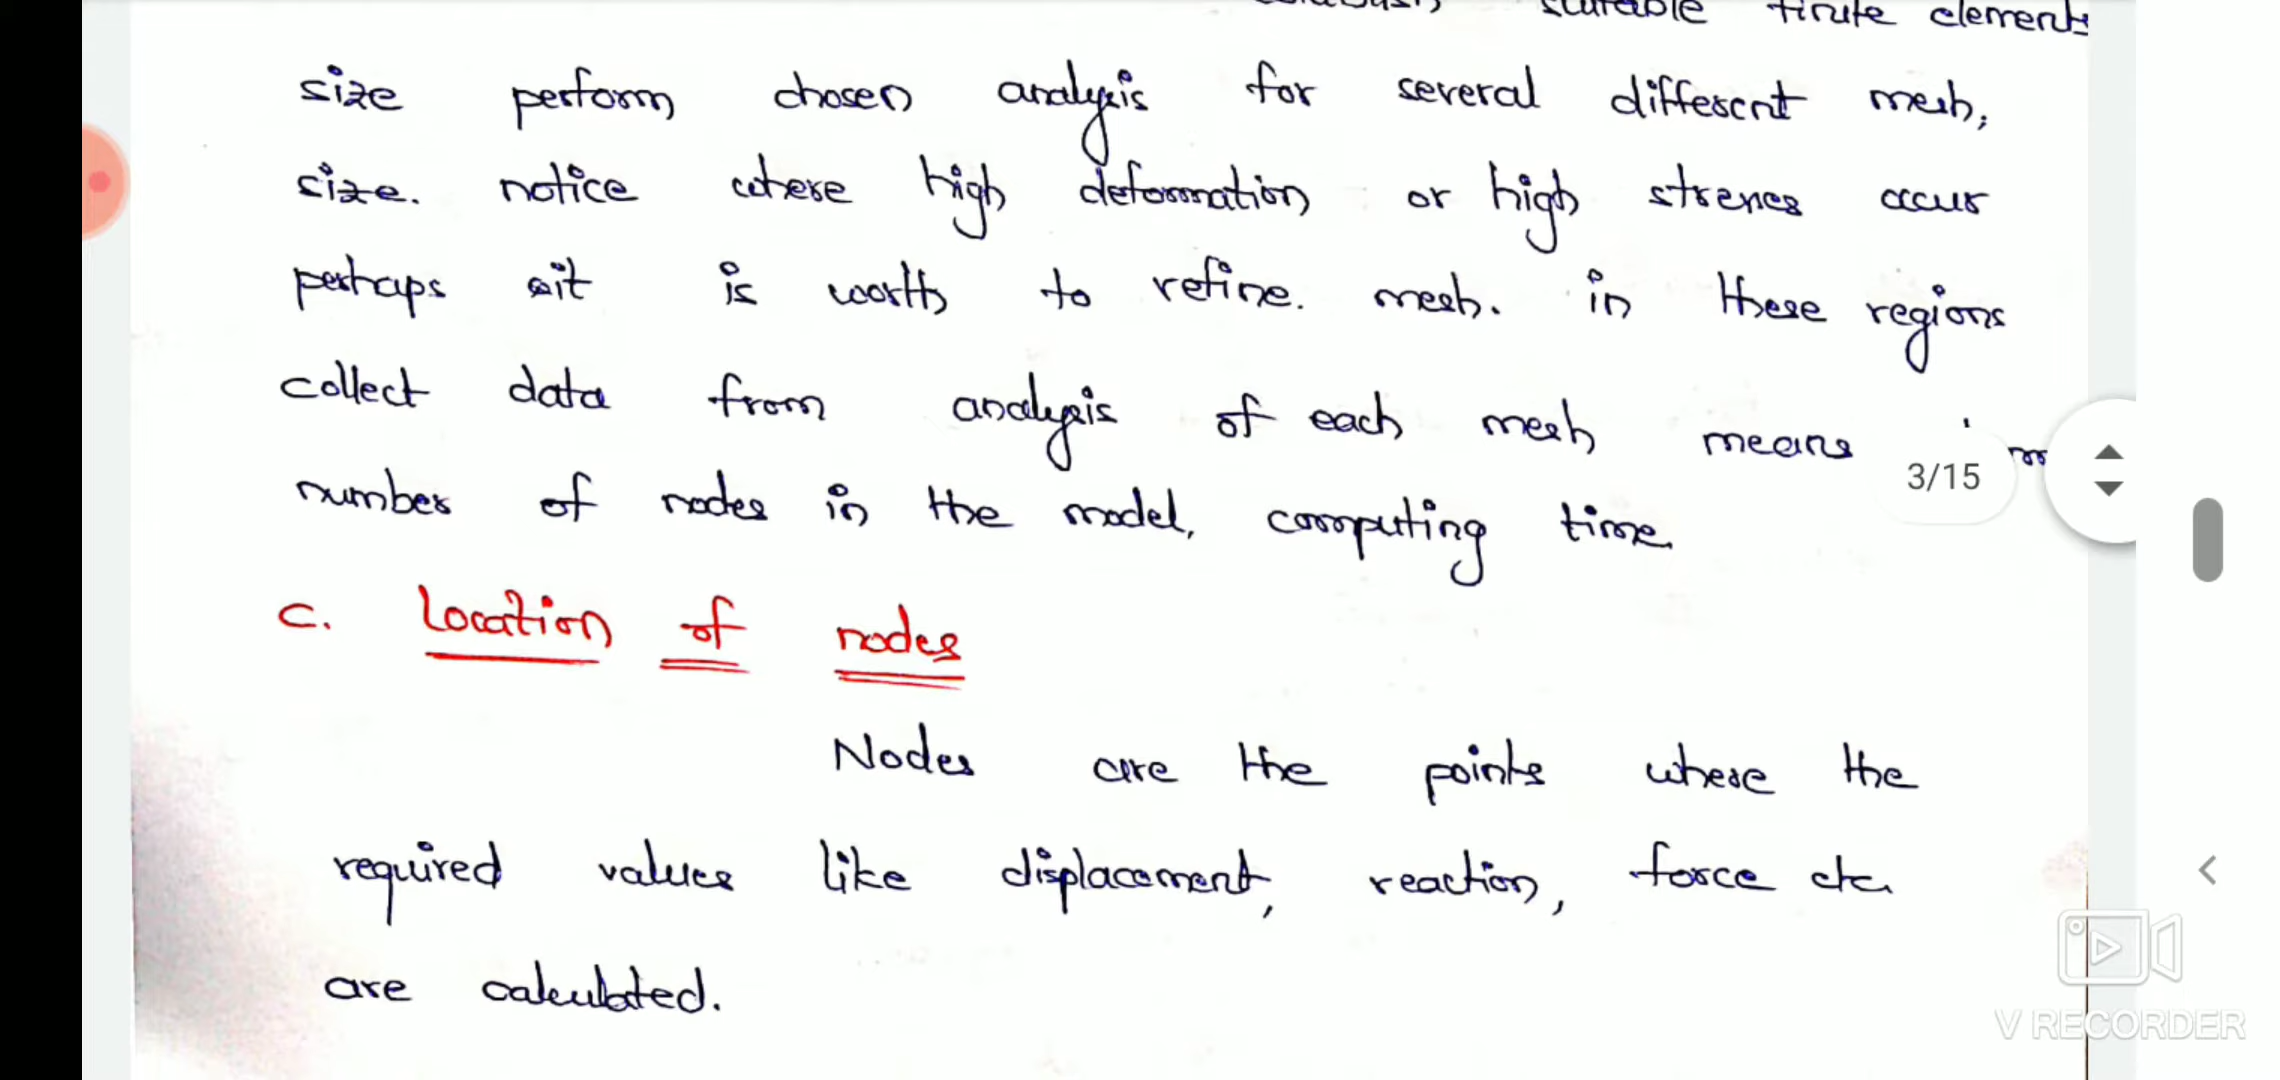 suitable finite elements
size perform chosen analysis for several different mesh,
size. notice where high deformation or high stresses occur
perhaps it is worth to refine. mesh. in these regions
collect data from analysis of each mesh means
3/15
number of nodes in the model, computing time
c. Location of nodes
Nodes are the points where the
required values like displacement, reaction, force etc
are calculated.
V RECORDER